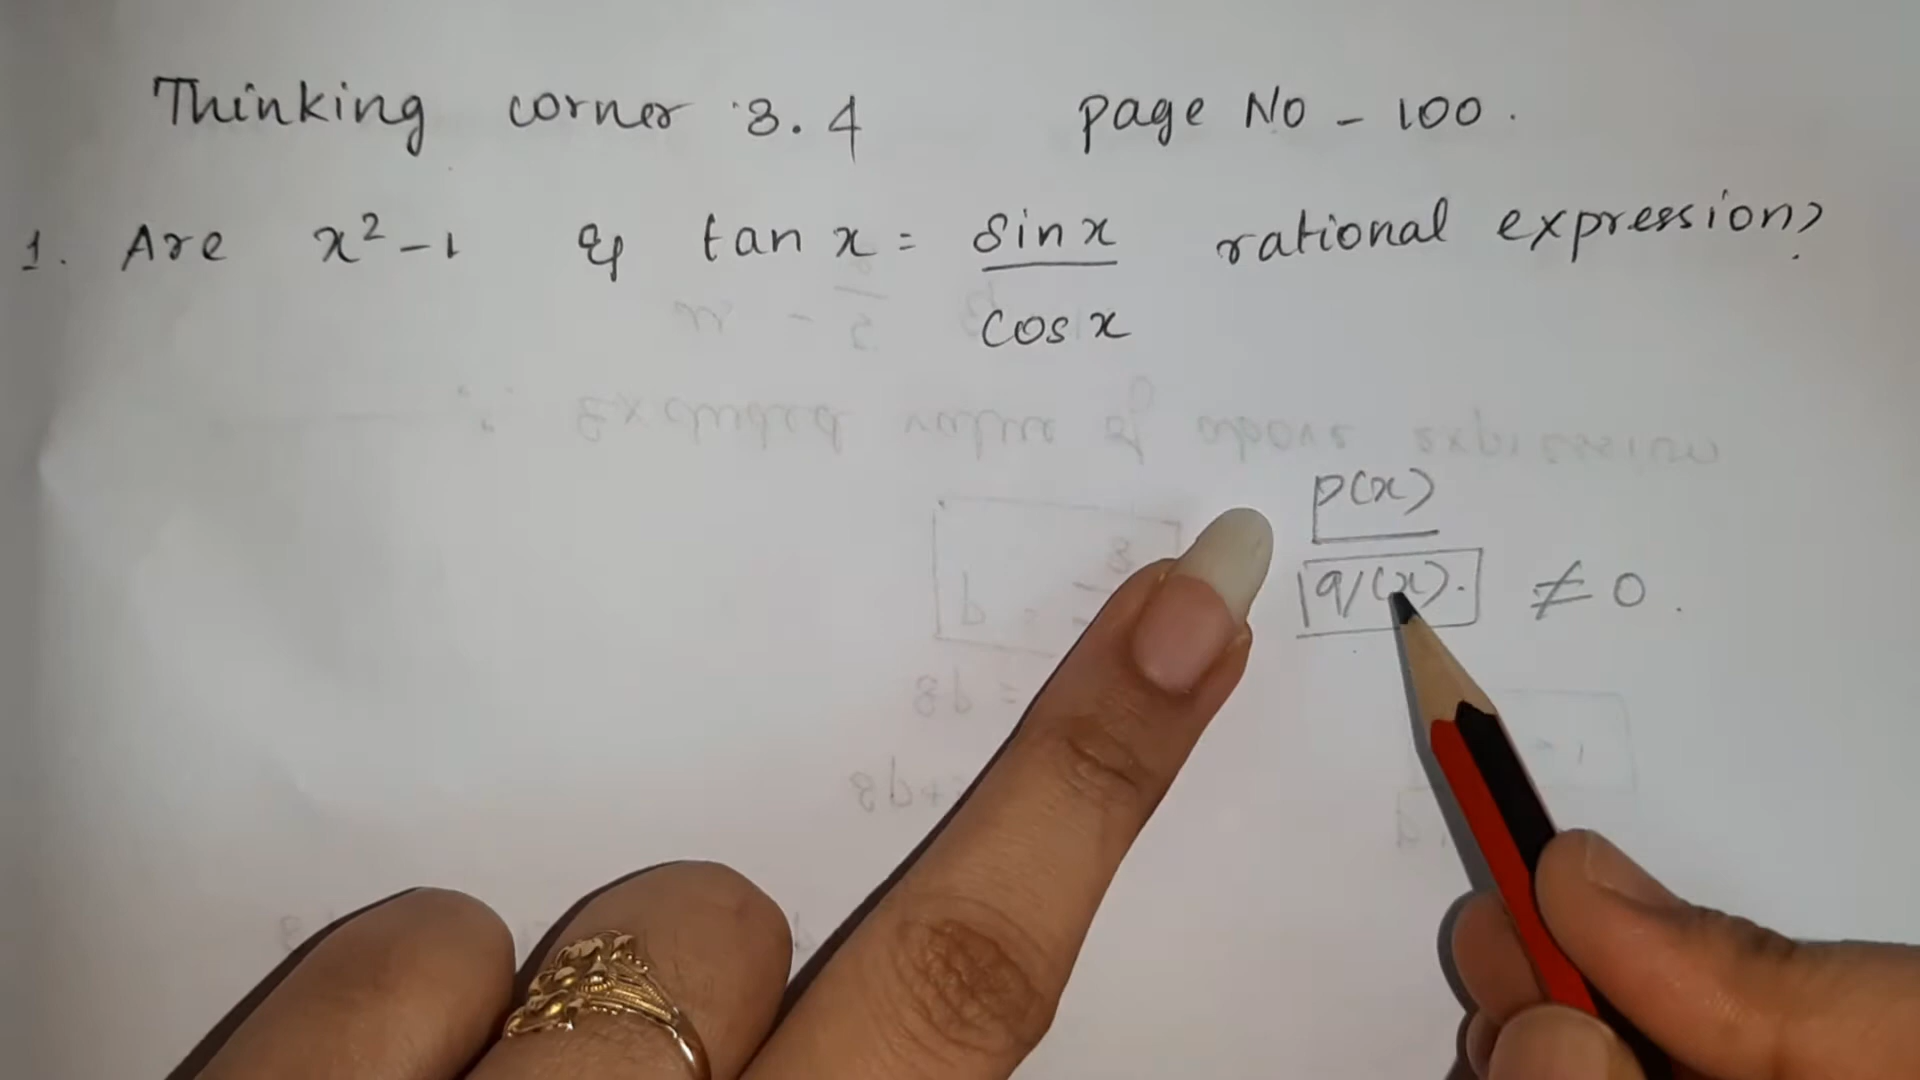 Thinking corner 3.4 page No - 100.
1. Are x² - 1 & tan x = sin x / cos x rational expression?
p(x)
q(x). ≠ 0.